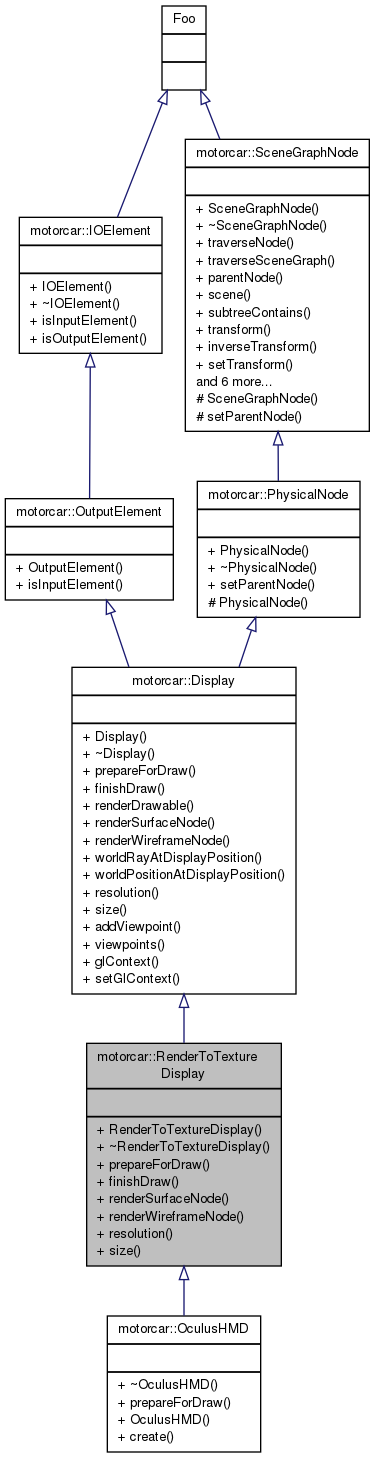 Foo
motorcar::SceneGraphNode
+ SceneGraphNode()
+ ~SceneGraphNode()
+ traverseNode()
+ traverseSceneGraph()
+ parentNode()
+ scene()
+ subtreeContains()
+ transform()
+ inverseTransform()
+ setTransform()
and 6 more...
# SceneGraphNode()
# setParentNode()
motorcar::IOElement
+ IOElement()
+ ~IOElement()
+ isInputElement()
+ isOutputElement()
motorcar::PhysicalNode
+ PhysicalNode()
+ ~PhysicalNode()
+ setParentNode()
# PhysicalNode()
motorcar::OutputElement
+ OutputElement()
+ isInputElement()
motorcar::Display
+ Display()
+ ~Display()
+ prepareForDraw()
+ finishDraw()
+ renderDrawable()
+ renderSurfaceNode()
+ renderWireframeNode()
+ worldRayAtDisplayPosition()
+ worldPositionAtDisplayPosition()
+ resolution()
+ size()
+ addViewpoint()
+ viewpoints()
+ glContext()
+ setGlContext()
motorcar::RenderToTexture
Display
+ RenderToTextureDisplay()
+ ~RenderToTextureDisplay()
+ prepareForDraw()
+ finishDraw()
+ renderSurfaceNode()
+ renderWireframeNode()
+ resolution()
+ size()
motorcar::OculusHMD
+ ~OculusHMD()
+ prepareForDraw()
+ OculusHMD()
+ create()